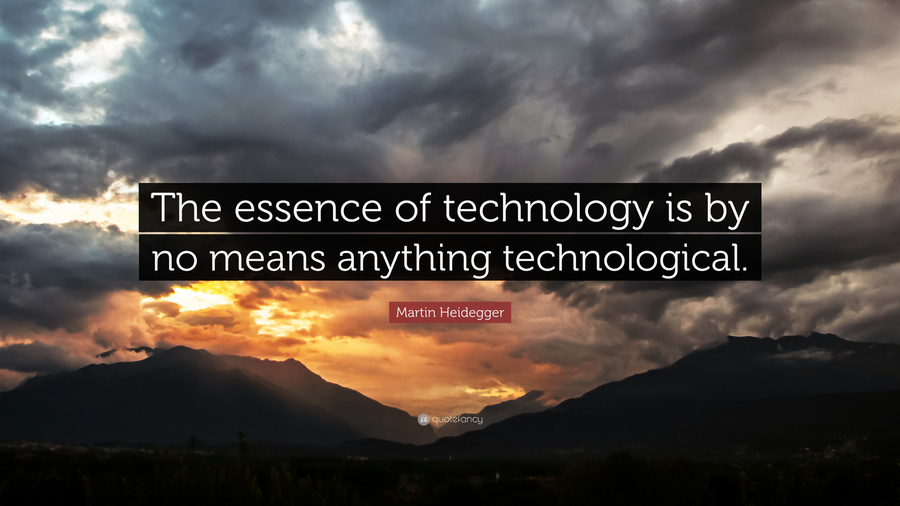 The essence of technology is by
no means anything technological.
Martin Heidegger
quotefancy